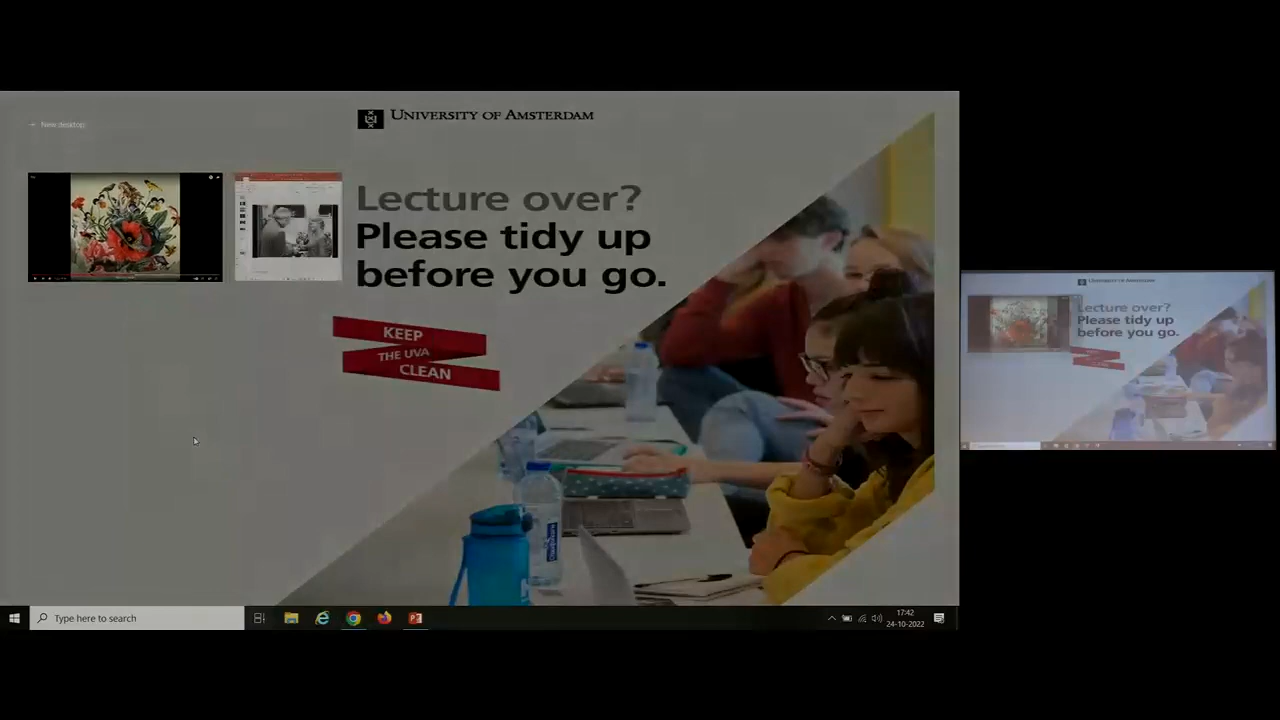 New desktop
UNIVERSITY OF AMSTERDAM
Lecture over?
Please tidy up
before you go.
KEEP
THE UVA
CLEAN
Type here to search
17:42
24-10-2022
UNIVERSITY OF AMSTERDAM
Lecture over?
Please tidy up
before you go.